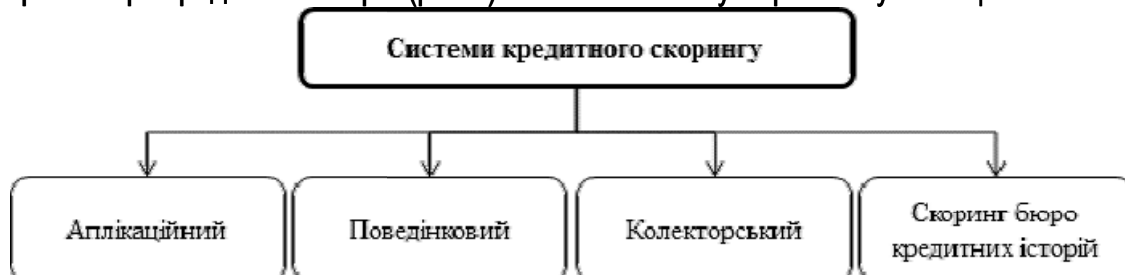 Системи кредитного скорингу
Аплікаційний
Поведінковий
Колекторський
Скоринг бюро
кредитних історій